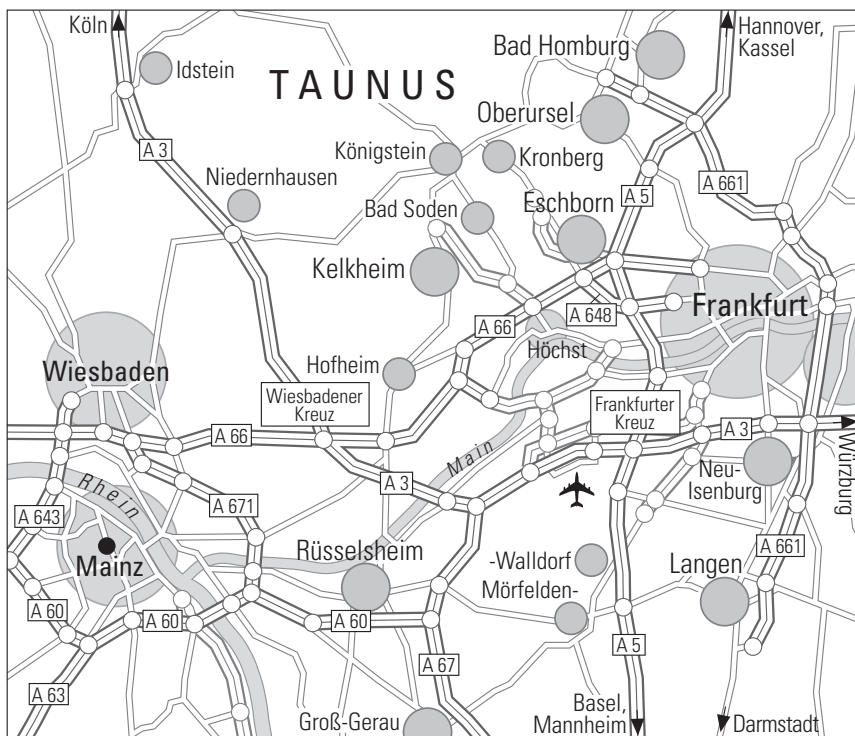 Köln
Hannover,
Kassel
Bad Homburg
Idstein
TAUNUS
Oberursel
A 3
Königstein
Kronberg
Niedernhausen
A 5
A 661
Bad Soden
Eschborn
Kelkheim
Frankfurt
A 648
A 66
Höchst
Wiesbaden
Hofheim
Wiesbadener
Kreuz
Frankfurter
Kreuz
A 66
A 3
Main
Würzburg
A 3
Neu-
Isenburg
Rhein
A 643
A 671
Mainz
Rüsselsheim
-Walldorf
Mörfelden-
Langen
A 661
A 60
A 60
A 60
A 5
A 67
A 63
Groß-Gerau
Basel,
Mannheim
Darmstadt